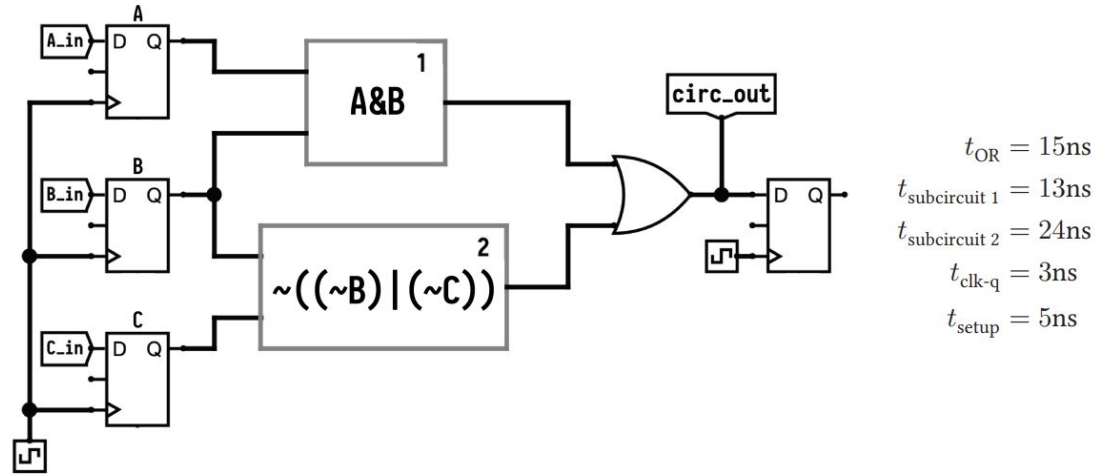 A
A_in
D Q
1
A&B
circ_out
B
B_in
D Q
D Q
2
~((~B)|(~C))
C
C_in
D Q
t_OR = 15ns
t_subcircuit 1 = 13ns
t_subcircuit 2 = 24ns
t_clk-q = 3ns
t_setup = 5ns